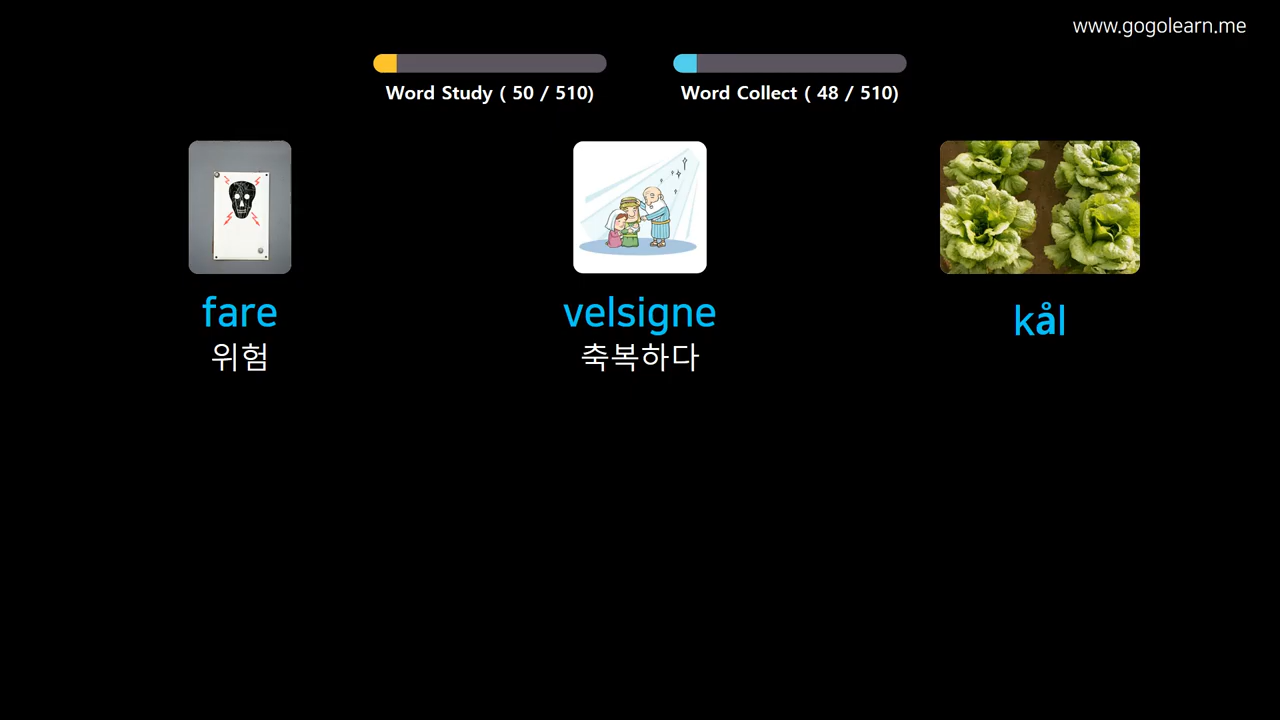 www.gogolearn.me
Word Study ( 50 / 510)
Word Collect ( 48 / 510)
fare
위험
velsigne
축복하다
kål